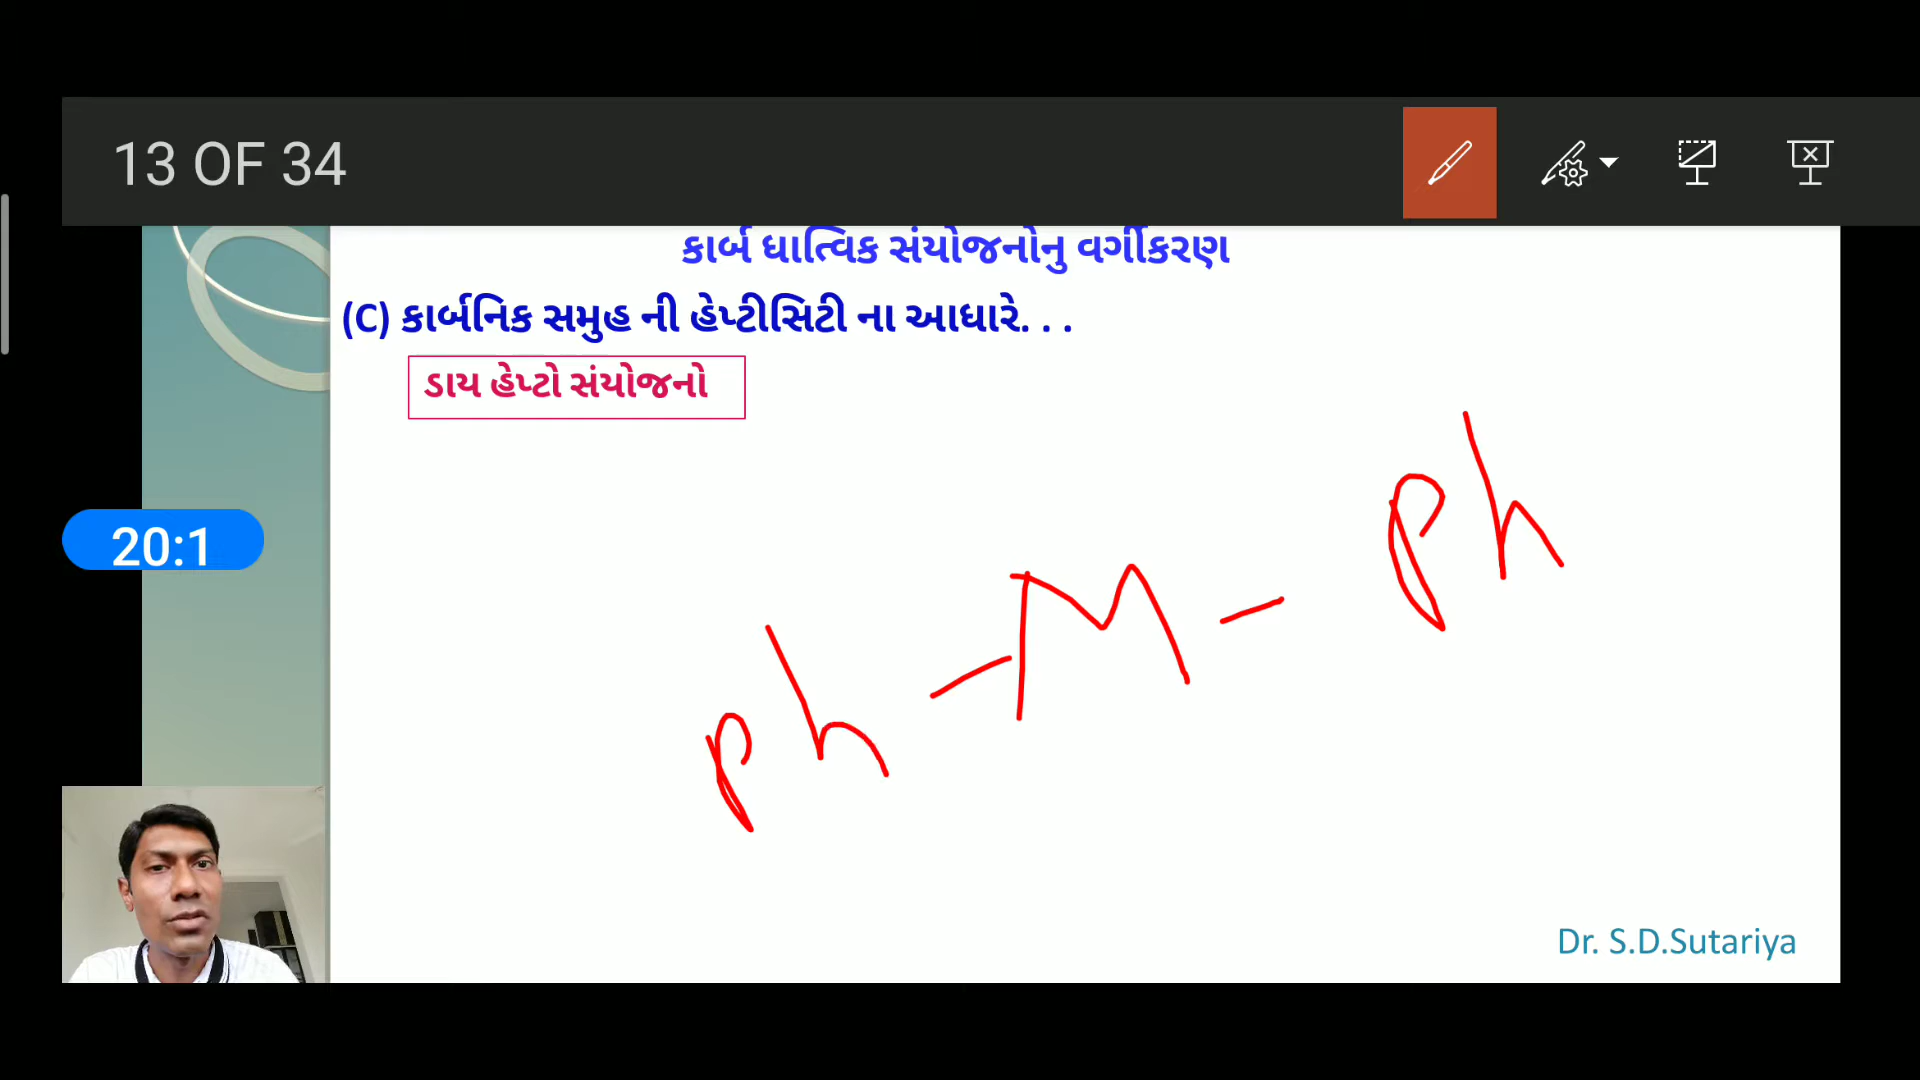 13 OF 34
કાર્બ ધાત્વિક સંયોજનોનુ વર્ગીકરણ
(C) કાર્બનિક સમુહ ની હેપ્ટીસિટી ના આધારે. . .
ડાય હેપ્ટો સંયોજનો
20:1
ph - M - Ph
Dr. S.D.Sutariya